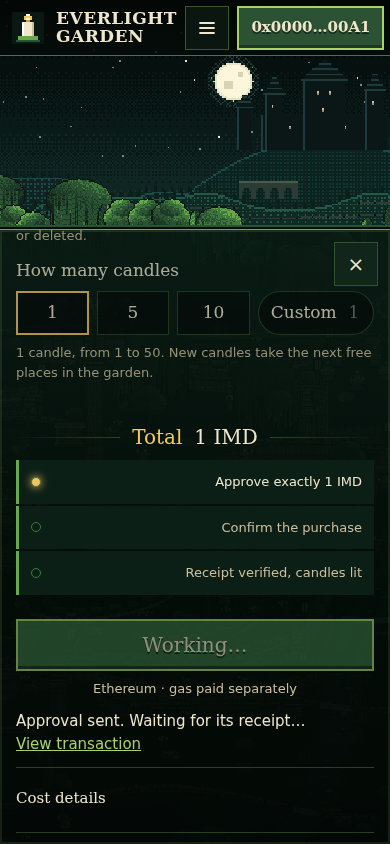 EVERLIGHT
GARDEN
0x0000...00A1
or deleted.
How many candles
1
5
10
Custom 1
1 candle, from 1 to 50. New candles take the next free
places in the garden.
Total 1 IMD
Approve exactly 1 IMD
Confirm the purchase
Receipt verified, candles lit
Working…
Ethereum · gas paid separately
Approval sent. Waiting for its receipt…
View transaction
Cost details